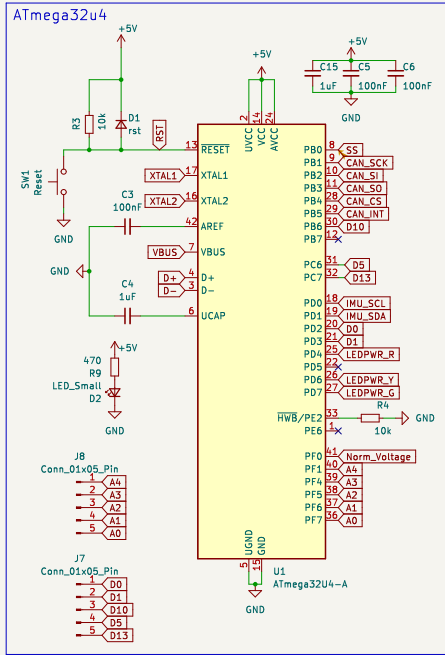 ATmega32u4
+5V
+5V
+5V
C15
1uF
C5
100nF
C6
100nF
GND
R3
10k
D1
rst
RST
SW1
Reset
GND
2
14
24
UVCC
VCC
AVCC
13
RESET
XTAL1
17
XTAL1
XTAL2
16
XTAL2
C3
100nF
42
AREF
VBUS
7
VBUS
GND
D+
4
D+
D-
3
D-
C4
1uF
6
UCAP
PB0
8
SS
PB1
9
CAN_SCK
PB2
10
CAN_SI
PB3
11
CAN_SO
PB4
28
CAN_CS
PB5
29
CAN_INT
PB6
30
D10
PB7
12
PC6
31
D5
PC7
32
D13
PD0
18
IMU_SCL
PD1
19
IMU_SDA
PD2
20
D0
PD3
21
D1
PD4
25
LEDPWR_R
PD5
22
PD6
26
LEDPWR_Y
PD7
27
LEDPWR_G
HWB/PE2
33
R4
10k
GND
PE6
1
PF0
41
Norm_Voltage
PF1
40
A4
PF4
39
A3
PF5
38
A2
PF6
37
A1
PF7
36
A0
+5V
470
R9
LED_Small
D2
GND
J8
Conn_01x05_Pin
1
A4
2
A3
3
A2
4
A1
5
A0
J7
Conn_01x05_Pin
1
D0
2
D1
3
D10
4
D5
5
D13
UGND
GND
5
15
GND
U1
ATmega32U4-A